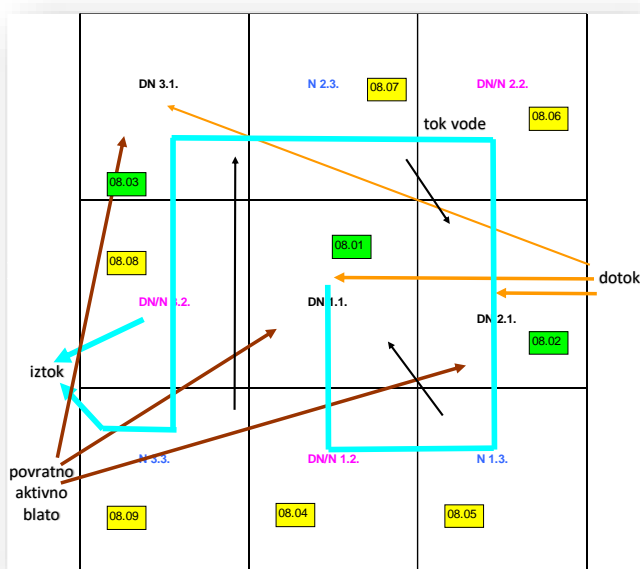 DN 3.1.
N 2.3.
08.07
DN/N 2.2.
08.06
tok vode
08.03
08.01
08.08
dotok
DN/N 3.2.
DN 1.1.
DN 2.1.
08.02
iztok
povratno
aktivno
blato
N 3.3.
DN/N 1.2.
N 1.3.
08.09
08.04
08.05